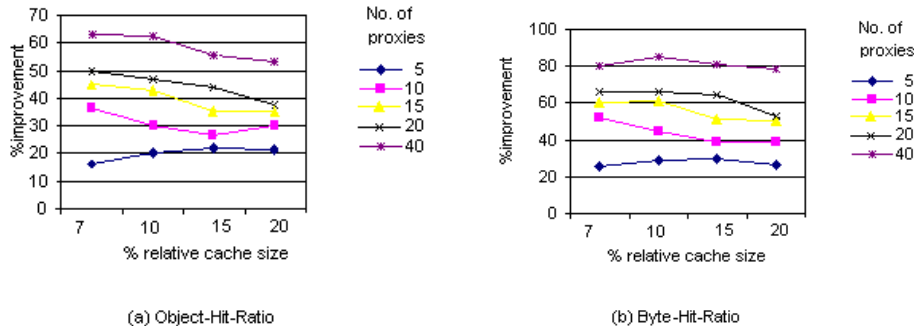 No. of
proxies
70
60
50
40
30
20
10
0
%improvement
7 10 15 20
% relative cache size
5
10
15
20
40
(a) Object-Hit-Ratio
100
80
60
40
20
0
%improvement
7 10 15 20
% relative cache size
No. of
proxies
5
10
15
20
40
(b) Byte-Hit-Ratio